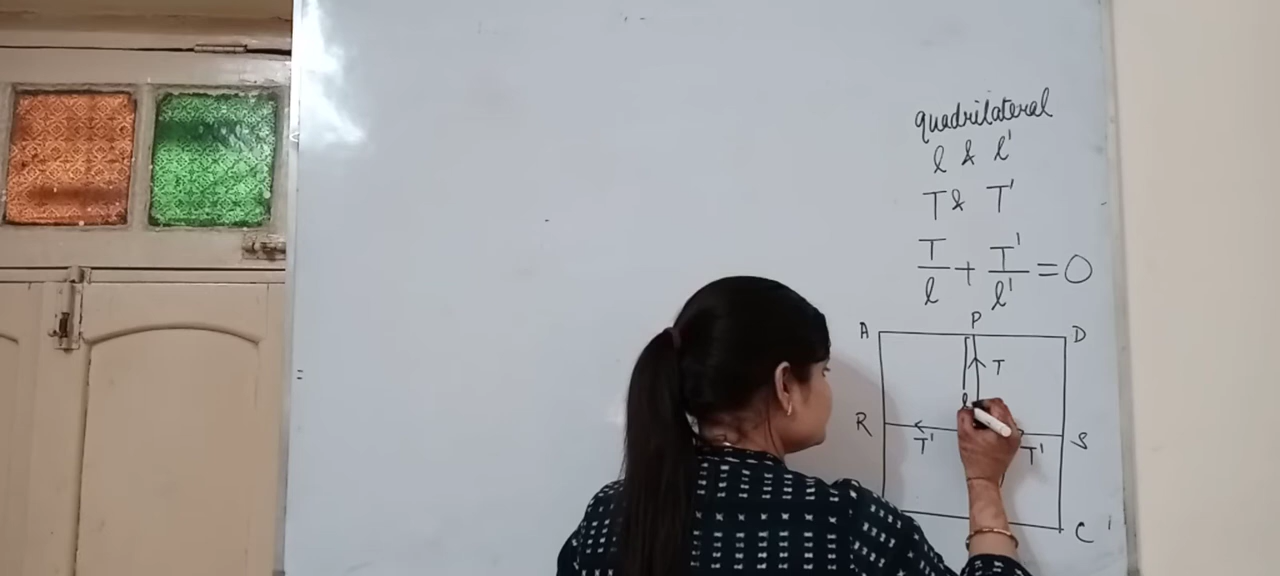 quadrilateral
l & l'
T & T'
T/l + T'/l' = 0
P
A D
T
l
R S
T' T'
C